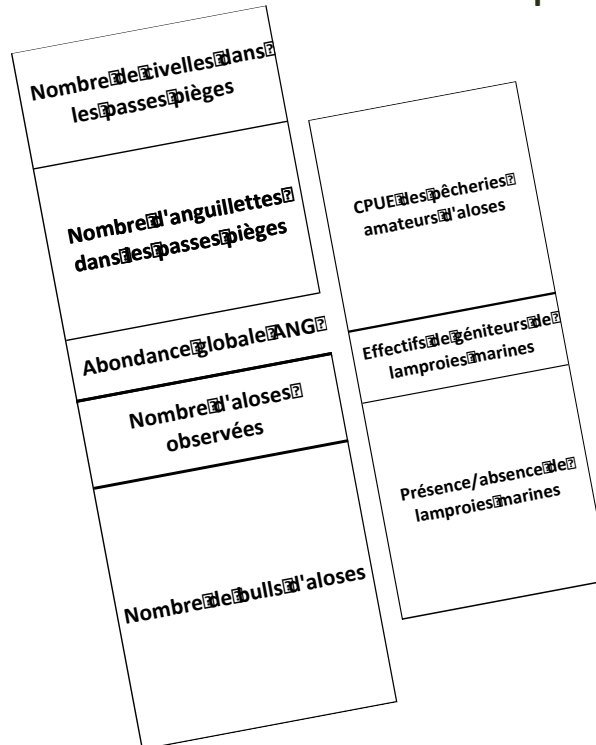 Nombre de civelles dans
les passes pièges
Nombre d'anguillettes
dans les passes pièges
Abondance globale ANG
Nombre d'aloses
observées
Nombre de bulls d'aloses
CPUE des pêcheries
amateurs d'aloses
Effectifs de géniteurs de
lamproies marines
Présence/absence de
lamproies marines